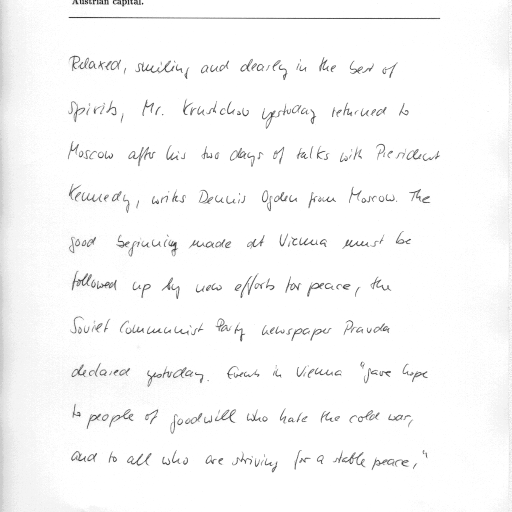 Austrian capital.
Relaxed, smiling and clearly in the best of
spirits, Mr. Krustchov yesterday returned to
Moscow after his two days of talks with President
Kennedy, writes Dennis Ogden from Moscow. The
good beginning made at Vienna must be
followed up by new efforts for peace, the
Soviet Communist Party newspaper Pravda
declared yesterday. Events in Vienna "gave hope
to people of goodwill who hate the cold war,
and to all who are striving for a stable peace,"